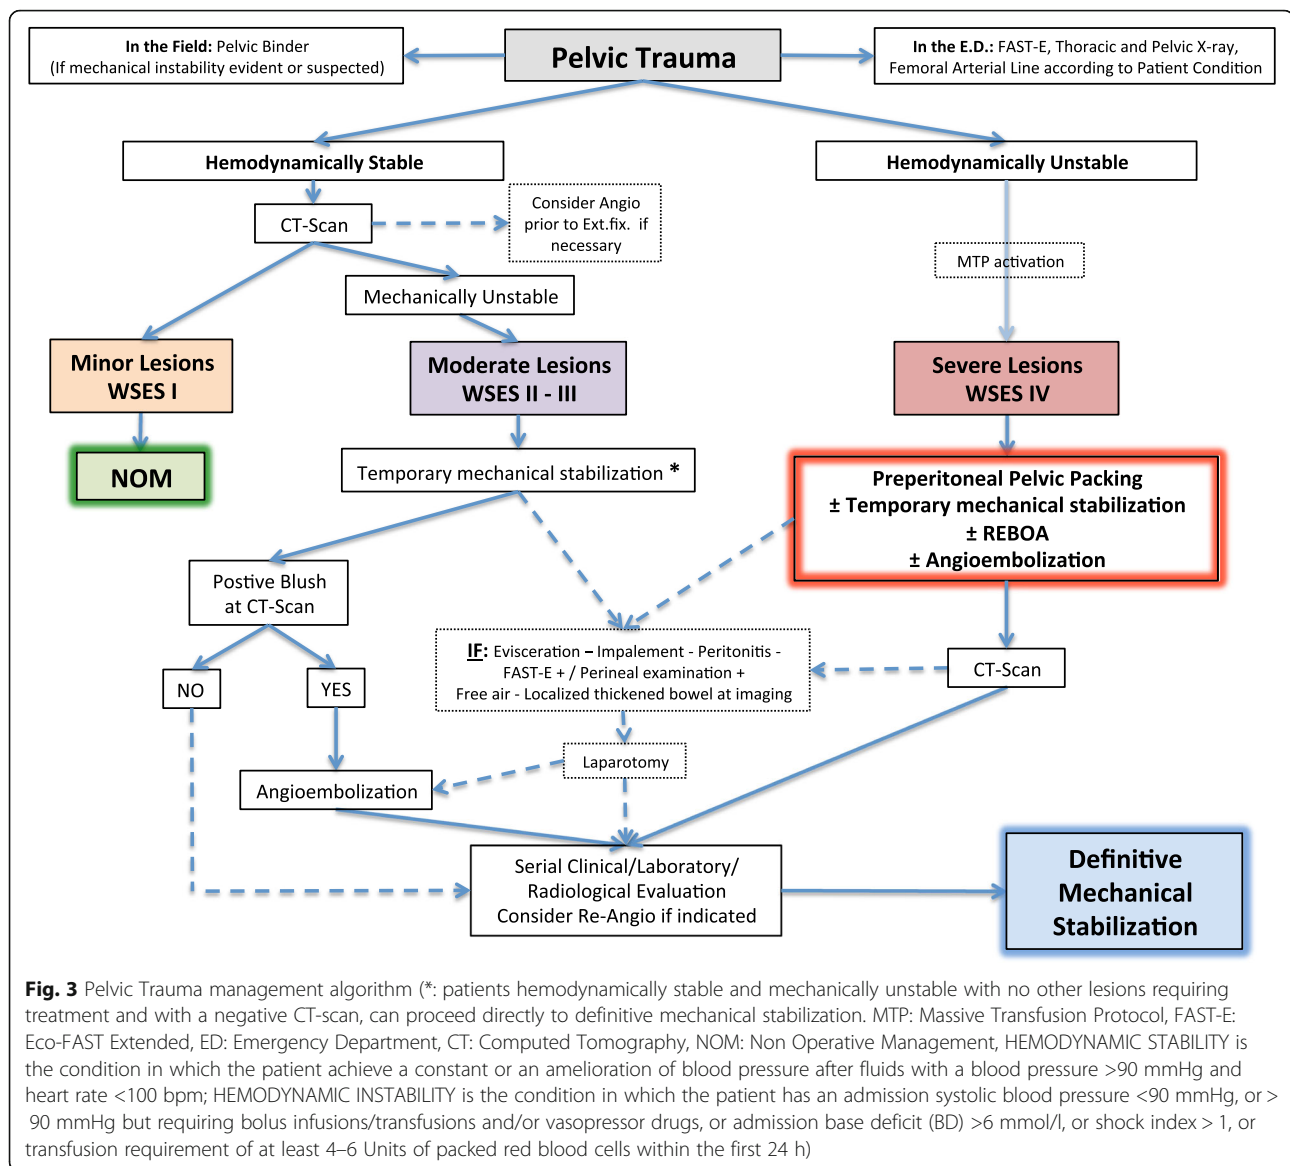 In the Field: Pelvic Binder
(If mechanical instability evident or suspected)
Pelvic Trauma
In the E.D.: FAST-E, Thoracic and Pelvic X-ray,
Femoral Arterial Line according to Patient Condition
Hemodynamically Stable
Hemodynamically Unstable
CT-Scan
Consider Angio
prior to Ext.fix. if
necessary
MTP activation
Mechanically Unstable
Minor Lesions
WSES I
Moderate Lesions
WSES II - III
Severe Lesions
WSES IV
NOM
Temporary mechanical stabilization *
Preperitoneal Pelvic Packing
± Temporary mechanical stabilization
± REBOA
± Angioembolization
Postive Blush
at CT-Scan
IF: Evisceration – Impalement - Peritonitis -
FAST-E + / Perineal examination +
Free air - Localized thickened bowel at imaging
CT-Scan
NO
YES
Laparotomy
Angioembolization
Serial Clinical/Laboratory/
Radiological Evaluation
Consider Re-Angio if indicated
Definitive
Mechanical
Stabilization
Fig. 3 Pelvic Trauma management algorithm (*: patients hemodynamically stable and mechanically unstable with no other lesions requiring
treatment and with a negative CT-scan, can proceed directly to definitive mechanical stabilization. MTP: Massive Transfusion Protocol, FAST-E:
Eco-FAST Extended, ED: Emergency Department, CT: Computed Tomography, NOM: Non Operative Management, HEMODYNAMIC STABILITY is
the condition in which the patient achieve a constant or an amelioration of blood pressure after fluids with a blood pressure >90 mmHg and
heart rate <100 bpm; HEMODYNAMIC INSTABILITY is the condition in which the patient has an admission systolic blood pressure <90 mmHg, or >
90 mmHg but requiring bolus infusions/transfusions and/or vasopressor drugs, or admission base deficit (BD) >6 mmol/l, or shock index > 1, or
transfusion requirement of at least 4–6 Units of packed red blood cells within the first 24 h)